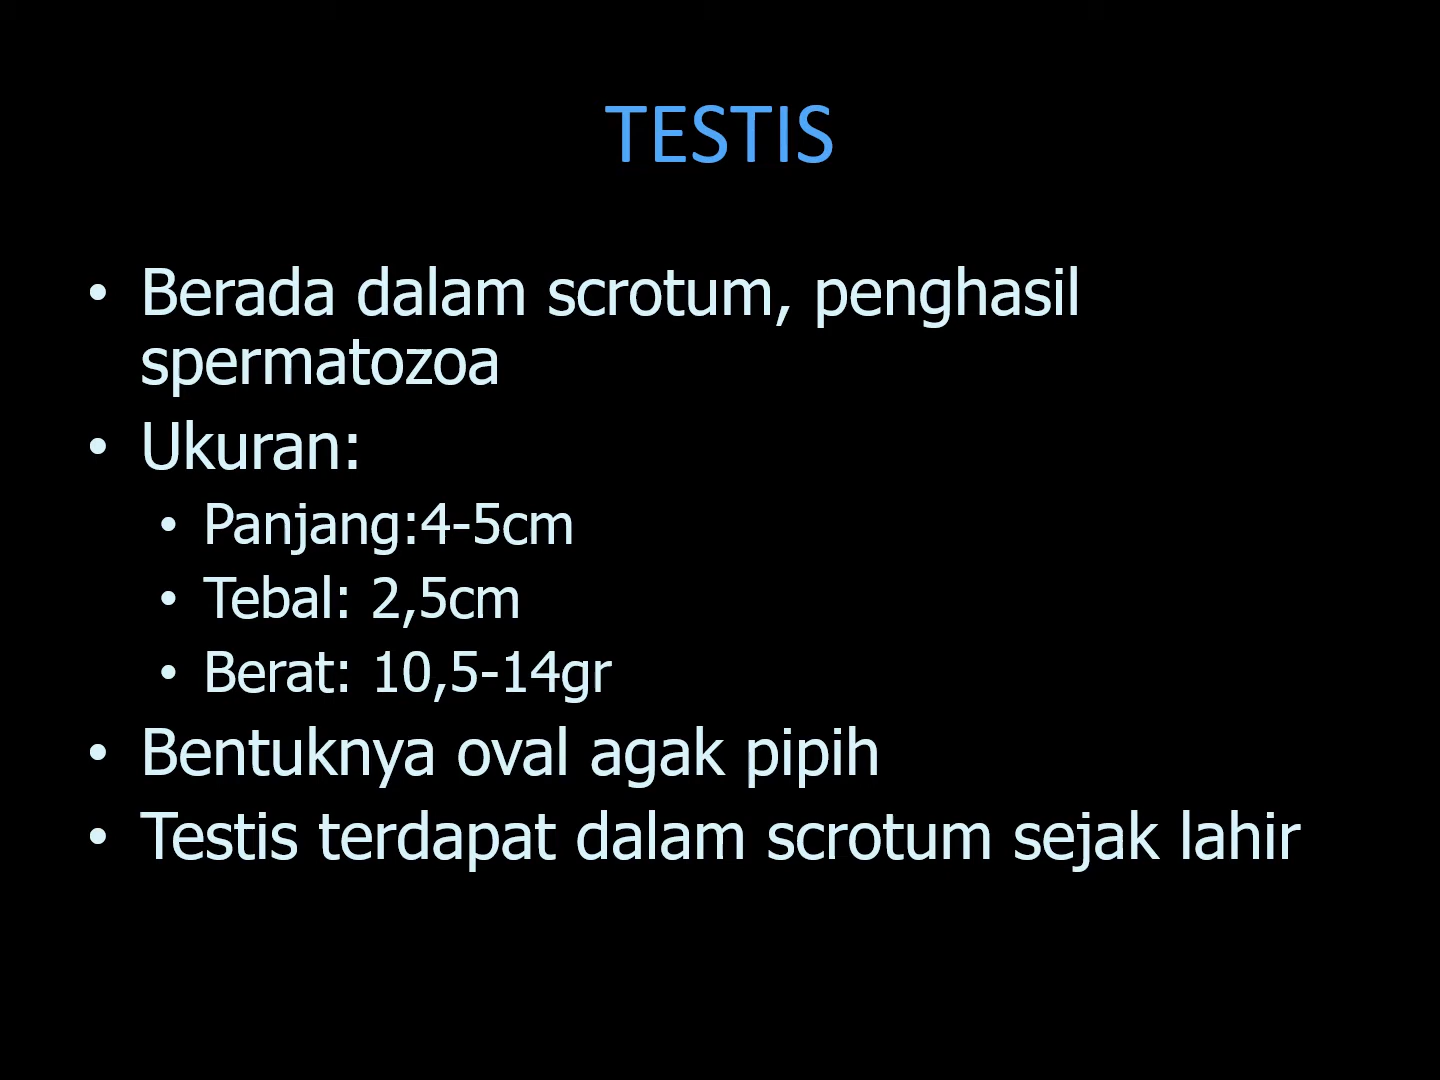 TESTIS
• Berada dalam scrotum, penghasil
spermatozoa
• Ukuran:
• Panjang:4-5cm
• Tebal: 2,5cm
• Berat: 10,5-14gr
• Bentuknya oval agak pipih
• Testis terdapat dalam scrotum sejak lahir